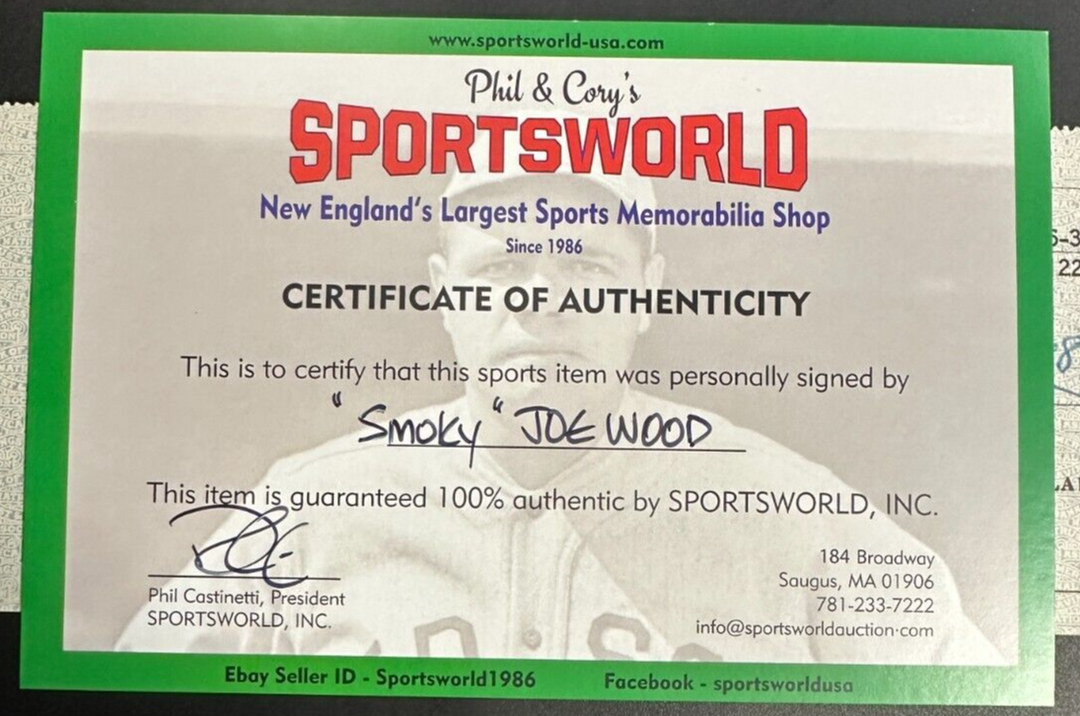 www.sportsworld-usa.com
Phil & Cory's
SPORTSWORLD
New England's Largest Sports Memorabilia Shop
Since 1986
CERTIFICATE OF AUTHENTICITY
This is to certify that this sports item was personally signed by
"Smoky" JOE WOOD
This item is guaranteed 100% authentic by SPORTSWORLD, INC.
Phil Castinetti, President
SPORTSWORLD, INC.
184 Broadway
Saugus, MA 01906
781-233-7222
info@sportsworldauction.com
Ebay Seller ID - Sportsworld1986
Facebook - sportsworldusa
22